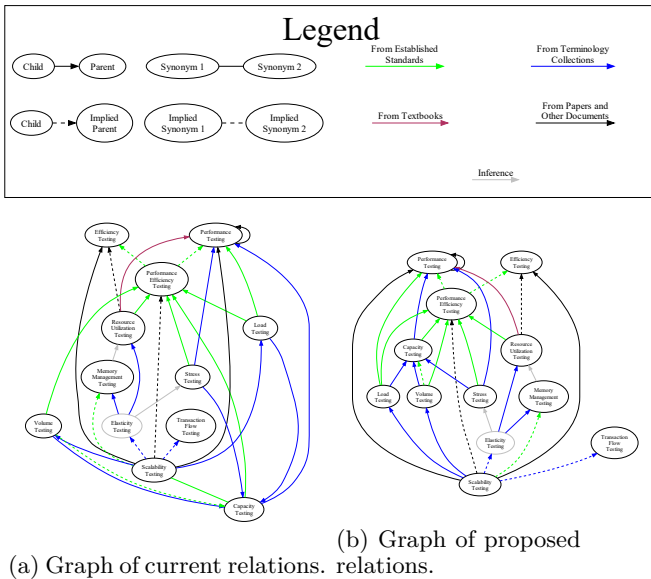 Legend
Child
Parent
Synonym 1
Synonym 2
From Established
Standards
From Terminology
Collections
Child
Implied
Parent
Implied
Synonym 1
Implied
Synonym 2
From Textbooks
From Papers and
Other Documents
Inference
Efficiency
Testing
Performance
Testing
Performance
Efficiency
Testing
Resource
Utilization
Testing
Load
Testing
Memory
Management
Testing
Stress
Testing
Volume
Testing
Elasticity
Testing
Transaction
Flow
Testing
Scalability
Testing
Capacity
Testing
(a) Graph of current relations.
Performance
Testing
Efficiency
Testing
Performance
Efficiency
Testing
Capacity
Testing
Resource
Utilization
Testing
Load
Testing
Volume
Testing
Stress
Testing
Memory
Management
Testing
Elasticity
Testing
Transaction
Flow
Testing
Scalability
Testing
(b) Graph of proposed
relations.